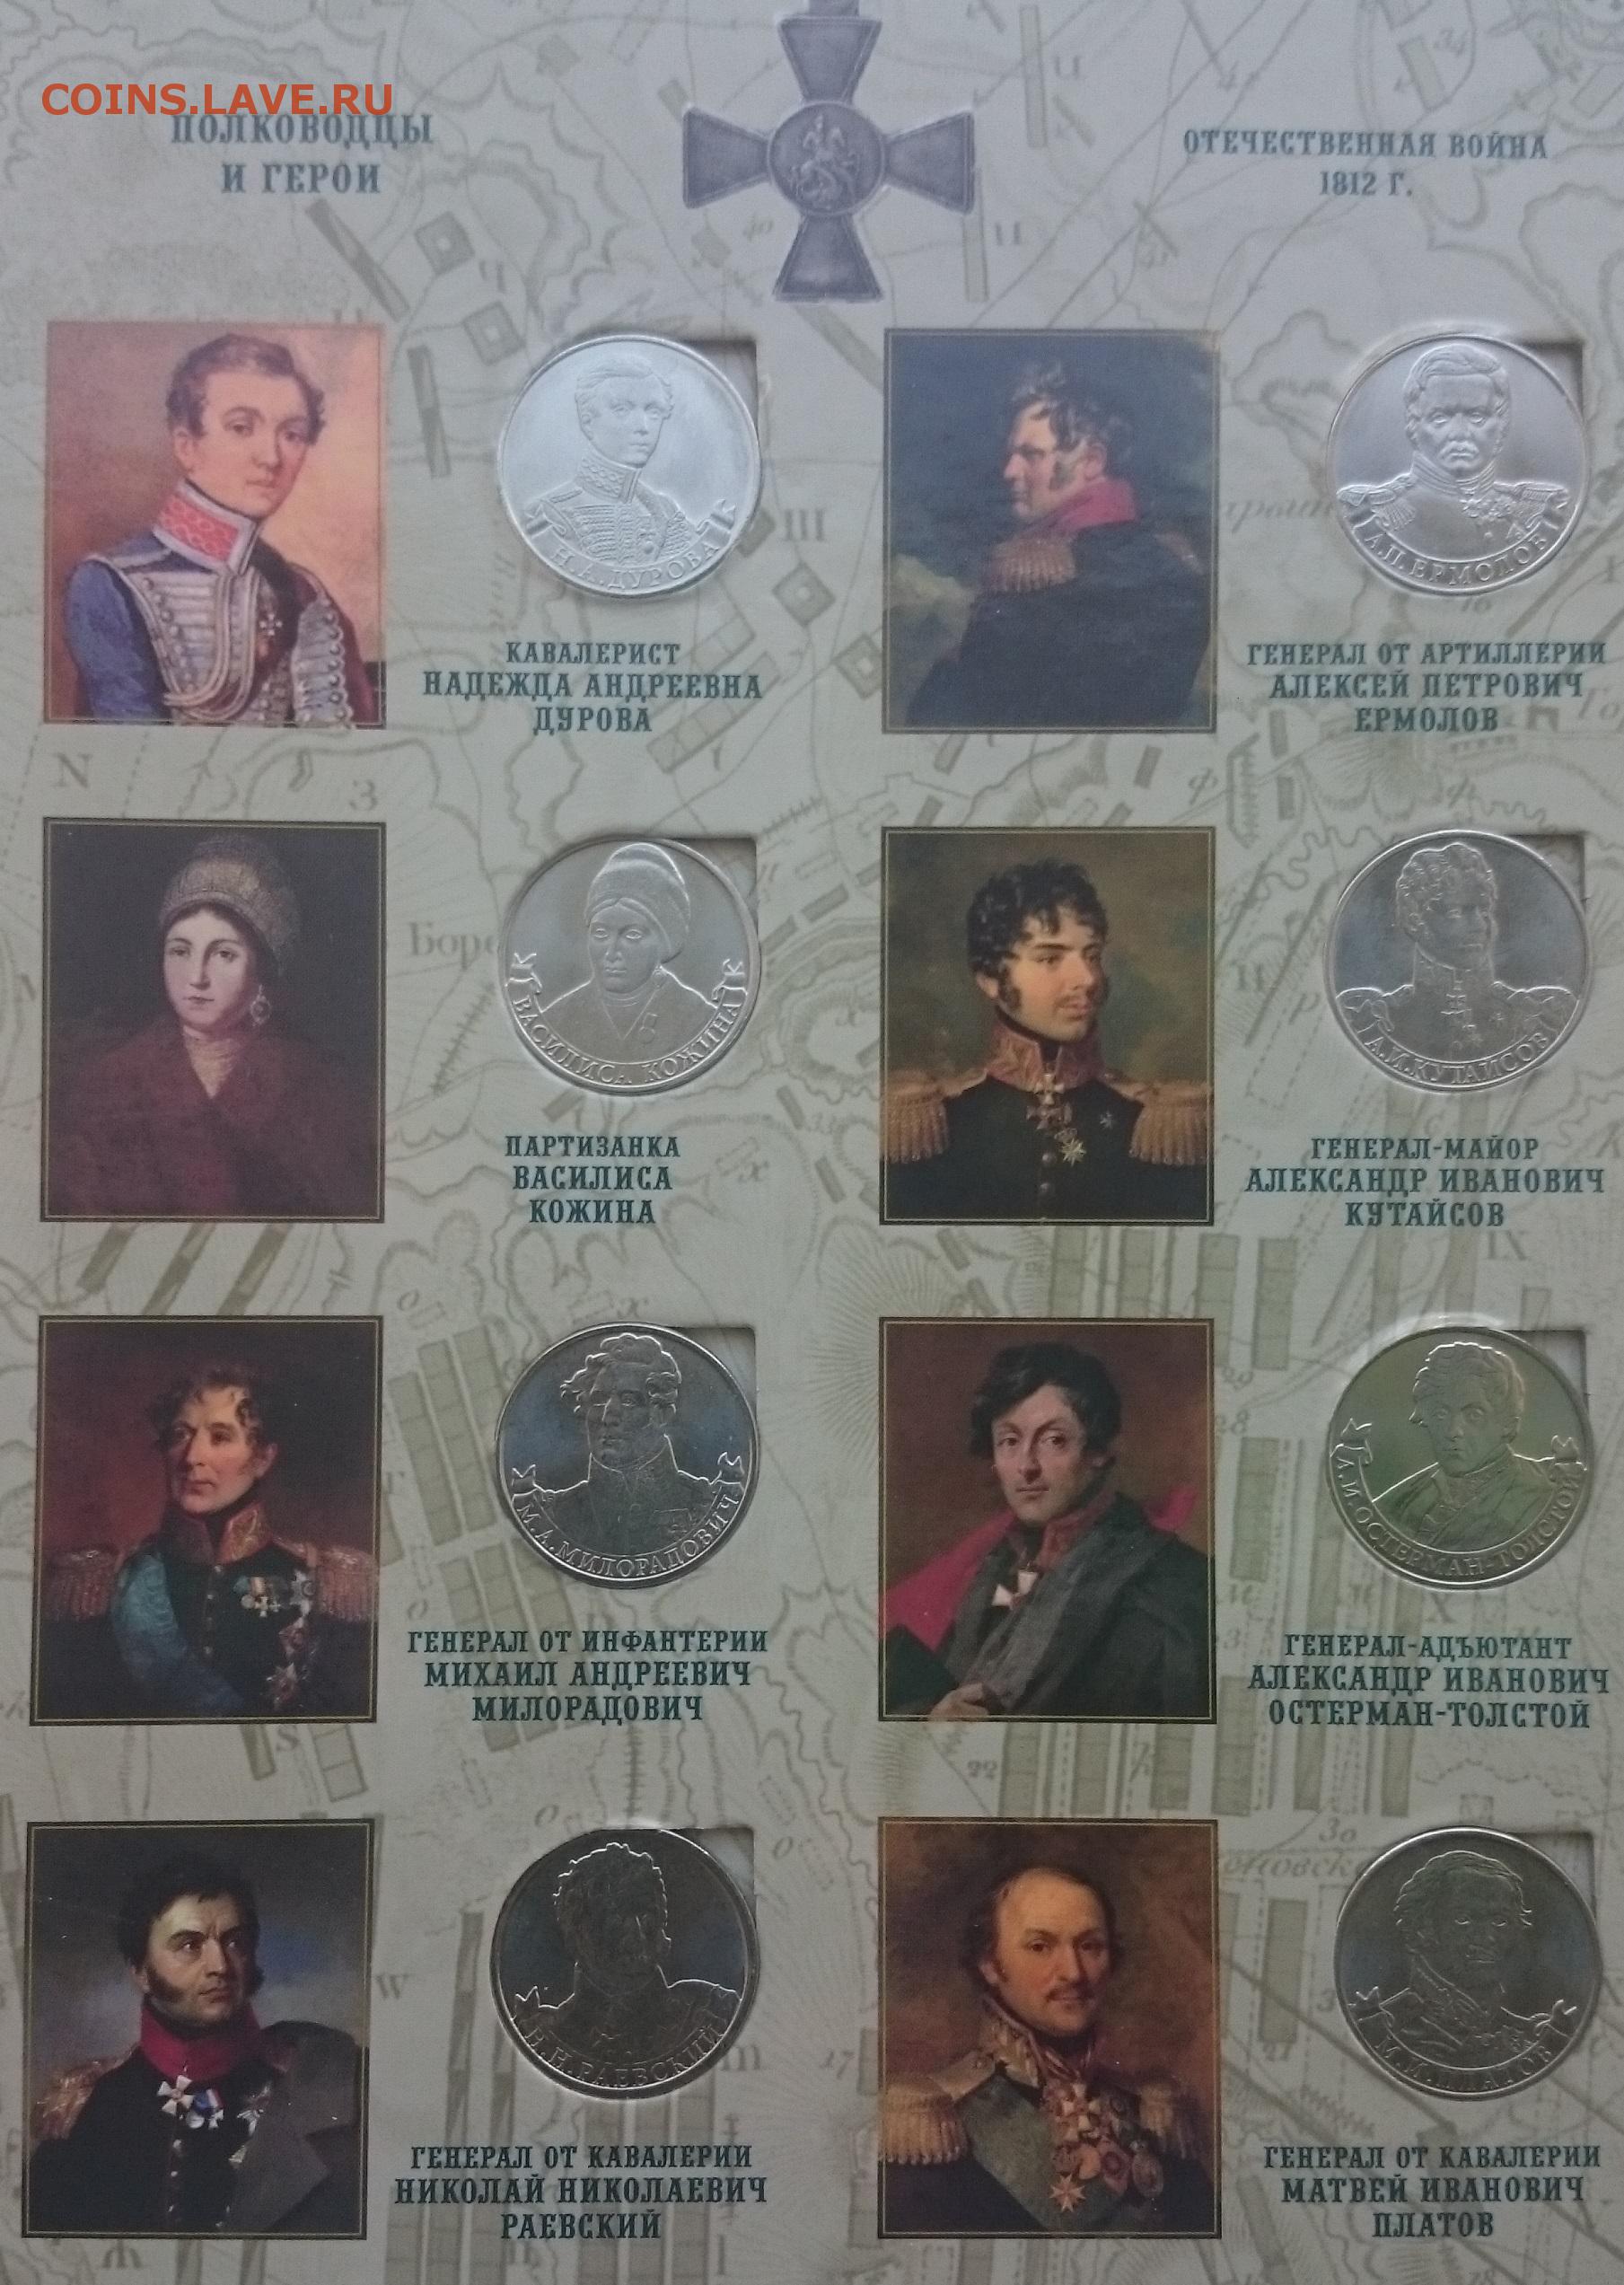 COINS.LAVE.RU
ПОЛКОВОДЦЫ
И ГЕРОИ
ОТЕЧЕСТВЕННАЯ ВОЙНА
1812 Г.
Н.А.ДУРОВА
КАВАЛЕРИСТ
НАДЕЖДА АНДРЕЕВНА
ДУРОВА
А.П.ЕРМОЛОВ
ГЕНЕРАЛ ОТ АРТИЛЛЕРИИ
АЛЕКСЕЙ ПЕТРОВИЧ
ЕРМОЛОВ
ВАСИЛИСА КОЖИНА
ПАРТИЗАНКА
ВАСИЛИСА
КОЖИНА
А.И.КУТАЙСОВ
ГЕНЕРАЛ-МАЙОР
АЛЕКСАНДР ИВАНОВИЧ
КУТАЙСОВ
М.А.МИЛОРАДОВИЧ
ГЕНЕРАЛ ОТ ИНФАНТЕРИИ
МИХАИЛ АНДРЕЕВИЧ
МИЛОРАДОВИЧ
А.И.ОСТЕРМАН-ТОЛСТОЙ
ГЕНЕРАЛ-АДЪЮТАНТ
АЛЕКСАНДР ИВАНОВИЧ
ОСТЕРМАН-ТОЛСТОЙ
Н.Н.РАЕВСКИЙ
ГЕНЕРАЛ ОТ КАВАЛЕРИИ
НИКОЛАЙ НИКОЛАЕВИЧ
РАЕВСКИЙ
М.И.ПЛАТОВ
ГЕНЕРАЛ ОТ КАВАЛЕРИИ
МАТВЕЙ ИВАНОВИЧ
ПЛАТОВ